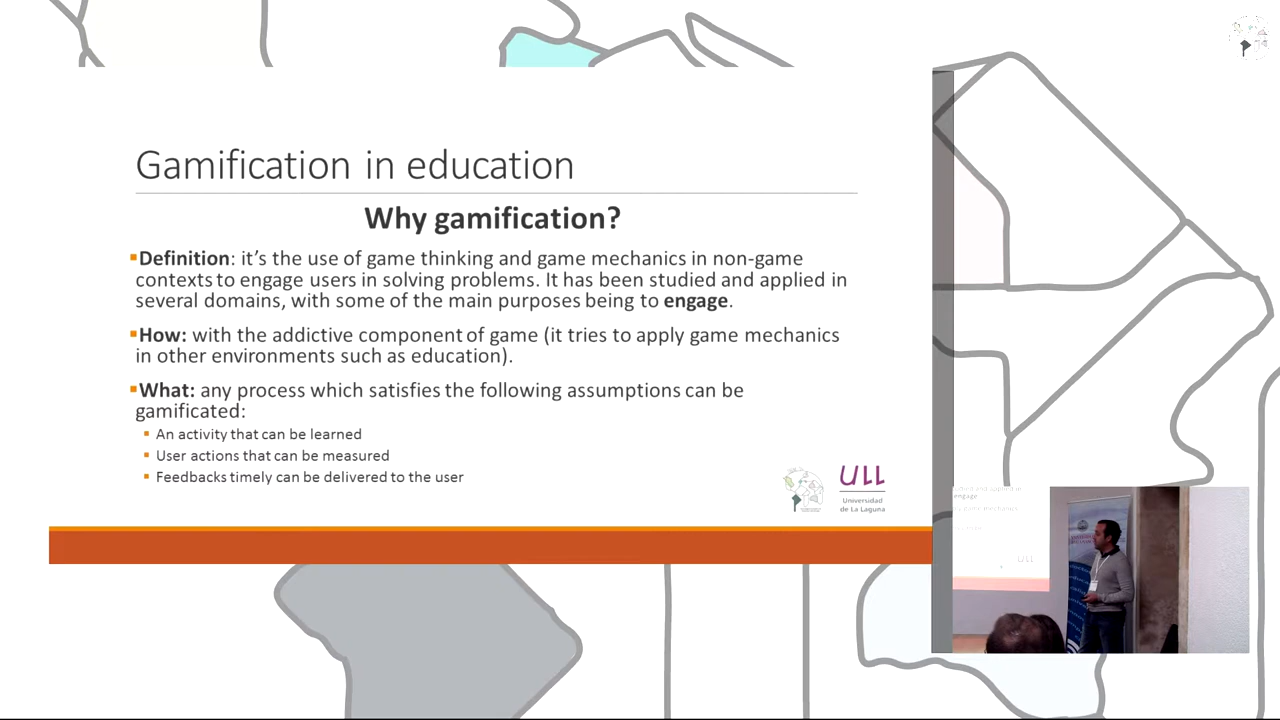 Gamification in education
Why gamification?
Definition: it's the use of game thinking and game mechanics in non-game
contexts to engage users in solving problems. It has been studied and applied in
several domains, with some of the main purposes being to engage.
How: with the addictive component of game (it tries to apply game mechanics
in other environments such as education).
What: any process which satisfies the following assumptions can be
gamificated:
An activity that can be learned
User actions that can be measured
Feedbacks timely can be delivered to the user
ULL
Universidad
de La Laguna
engage
ULL